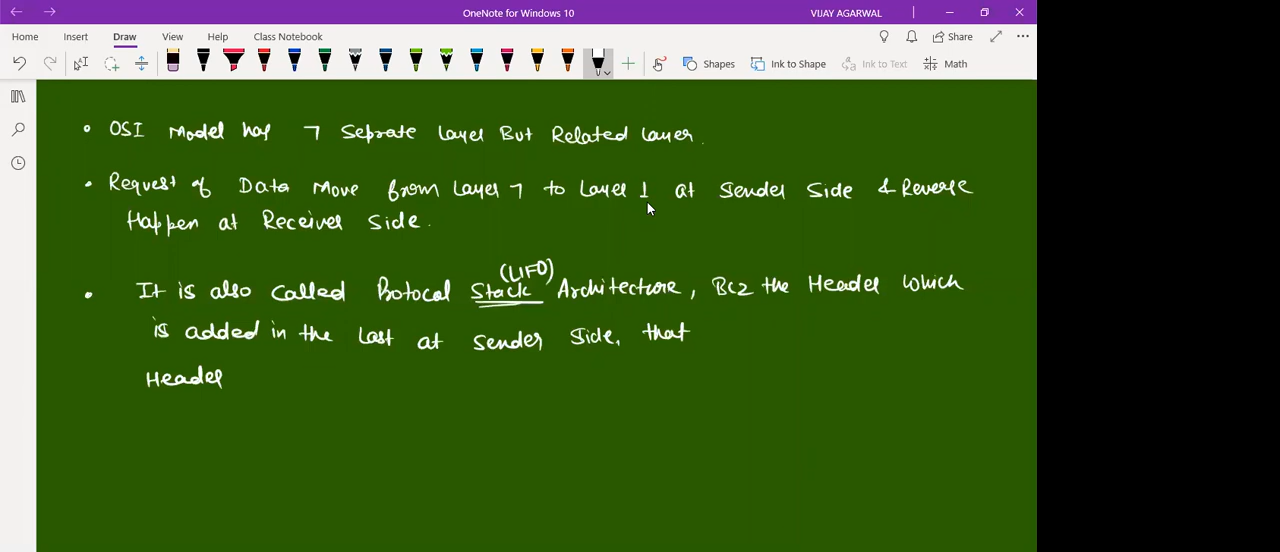 OneNote for Windows 10
VIJAY AGARWAL
Home Insert Draw View Help Class Notebook
Share
Shapes Ink to Shape Ink to Text Math
• OSI Model has 7 Seprate Layer But Related Layer.
• Request of Data Move from Layer 7 to Layer 1 at Sender Side & Reverse
Happen at Receiver Side.
(LIFO)
• It is also Called Protocal Stack Architecture, BCZ the Header Which
is added in the Last at Sender Side, that
Header